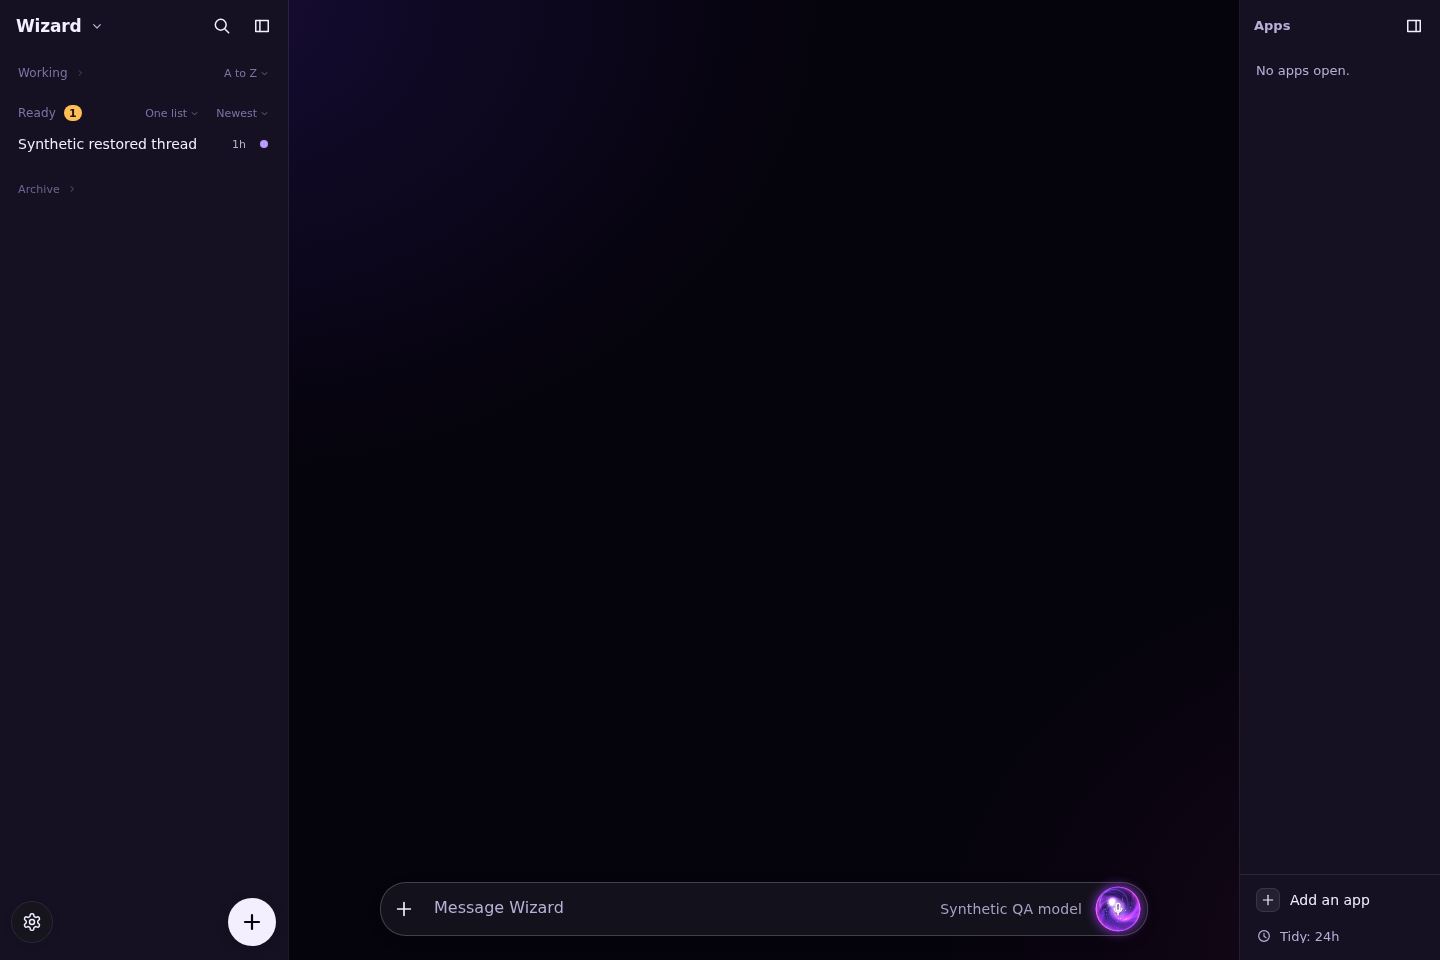 Wizard
Working
A to Z
Ready 1
One list
Newest
Synthetic restored thread
1h
Archive
Message Wizard
Synthetic QA model
Apps
No apps open.
Add an app
Tidy: 24h